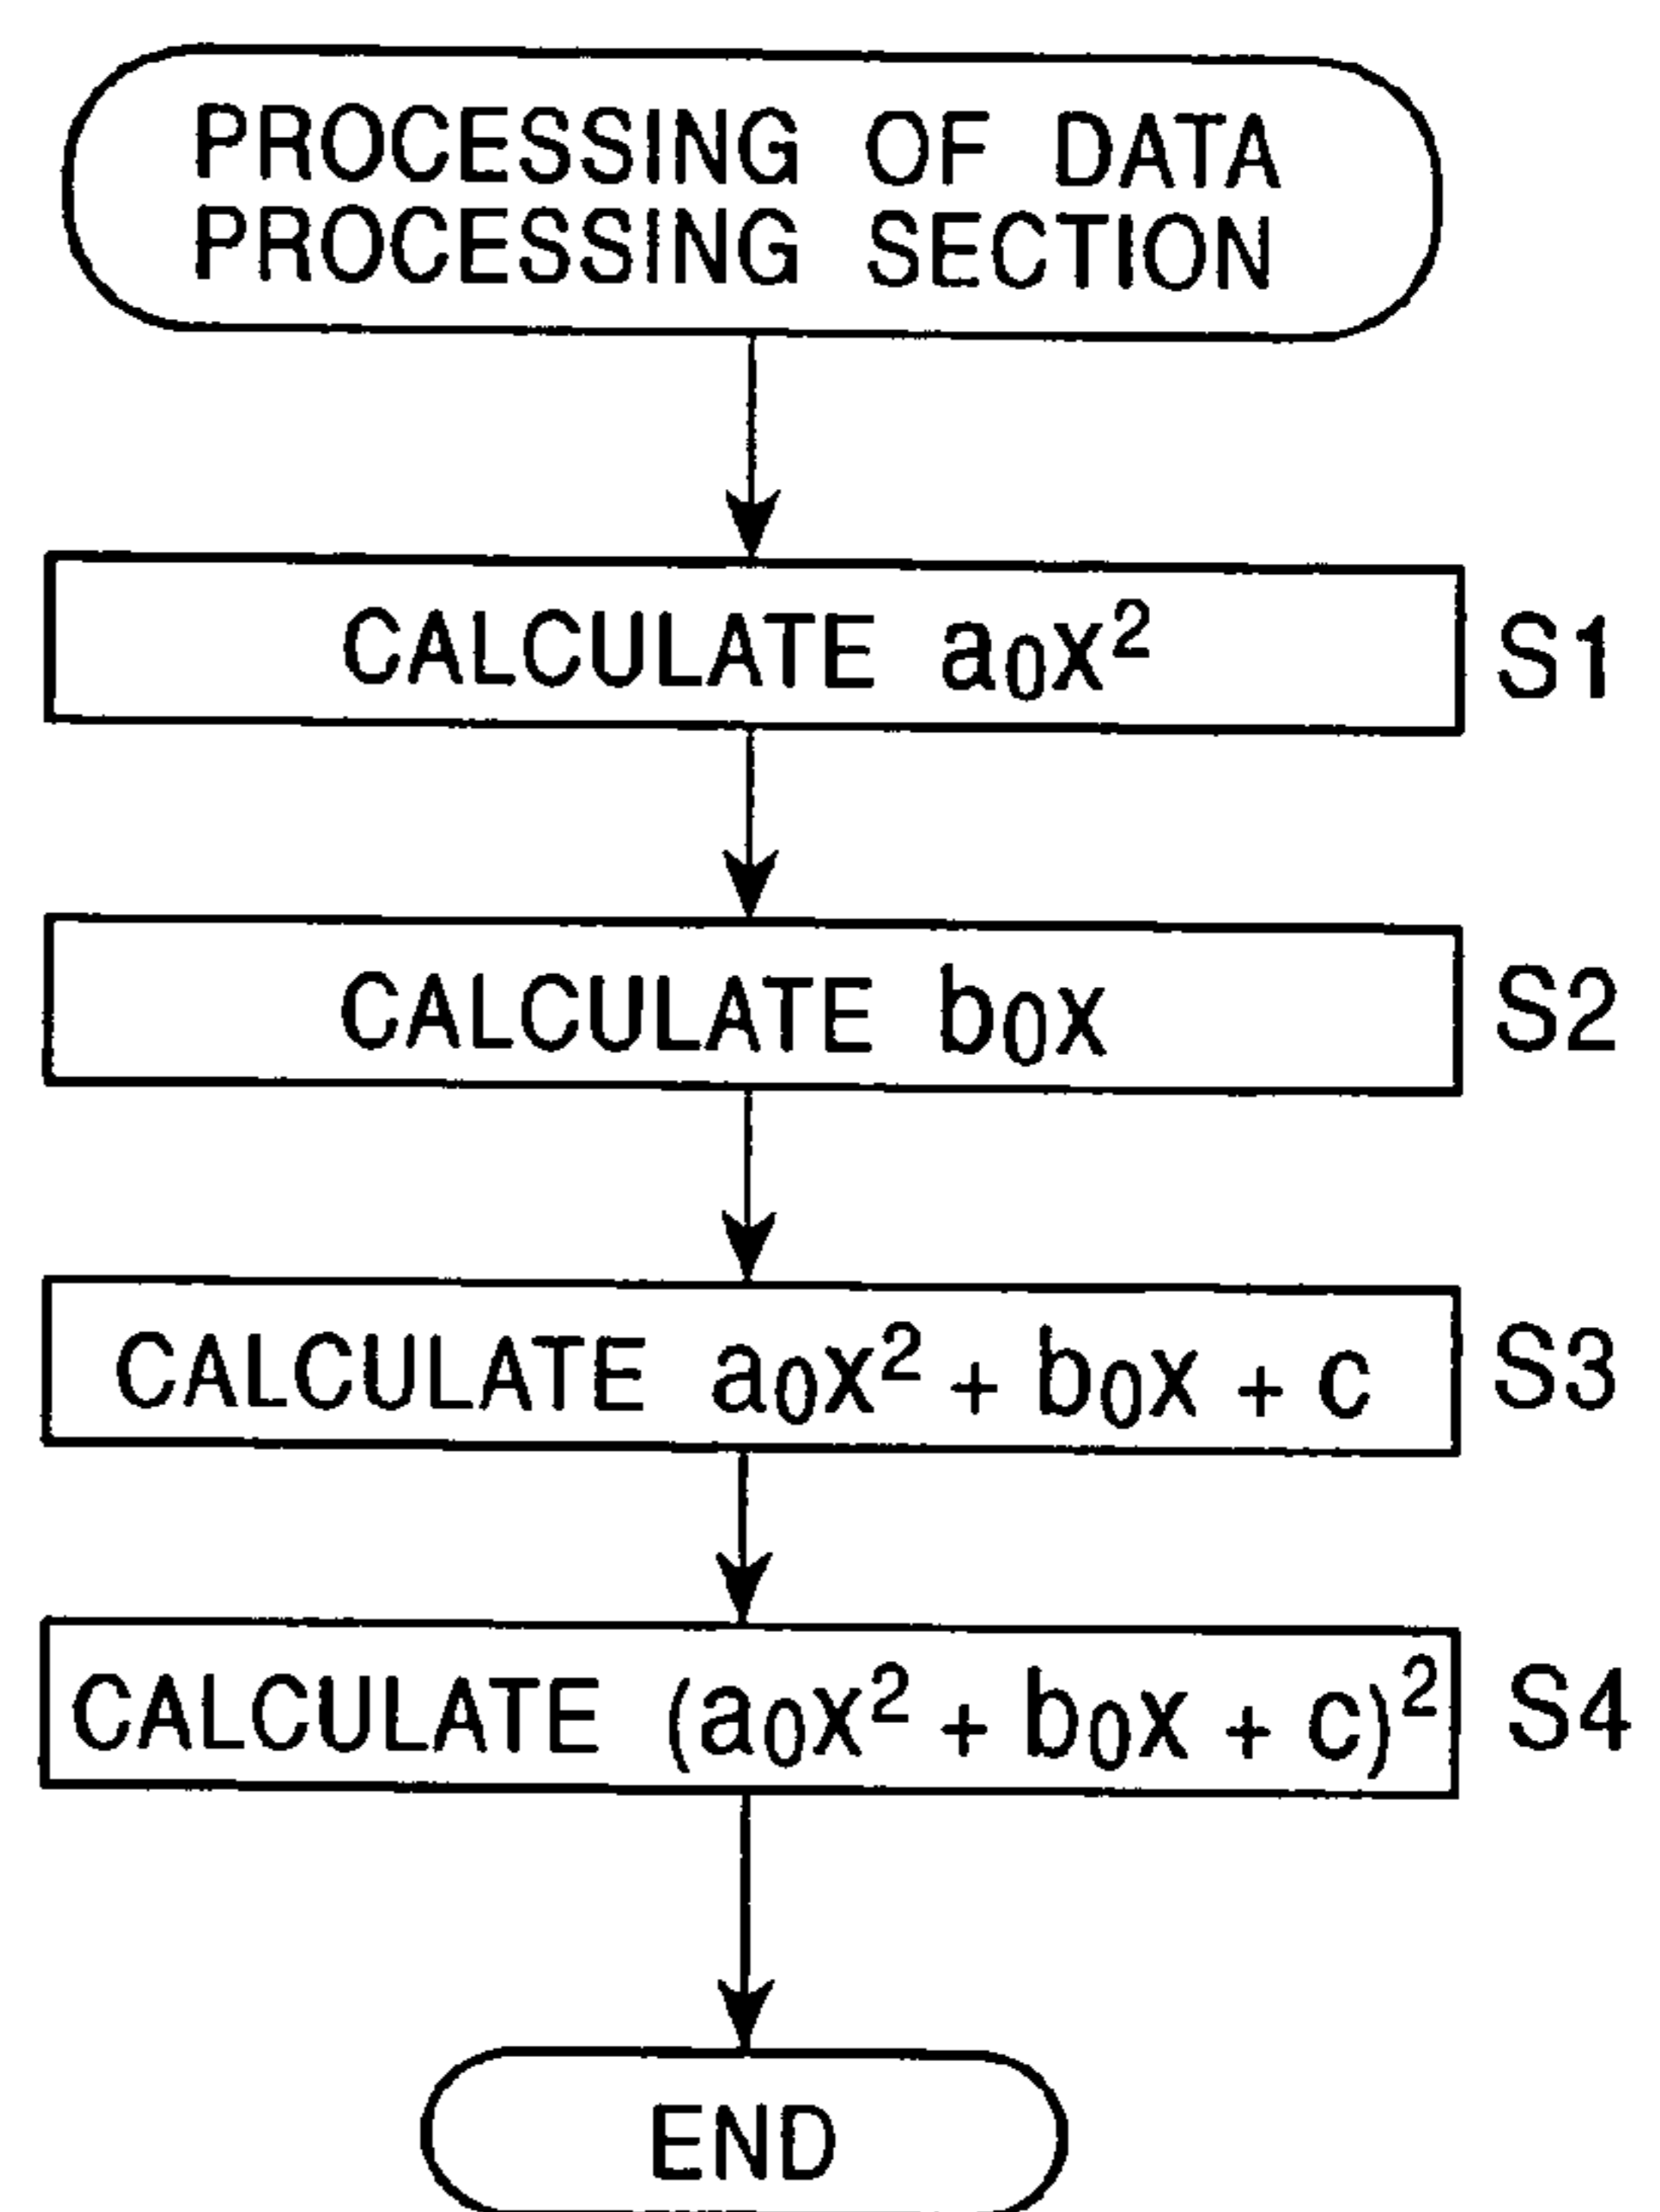 PROCESSING OF DATA
PROCESSING SECTION
CALCULATE a₀x² S1
CALCULATE b₀x S2
CALCULATE a₀x² + b₀x + c S3
CALCULATE (a₀x² + b₀x + c)² S4
END